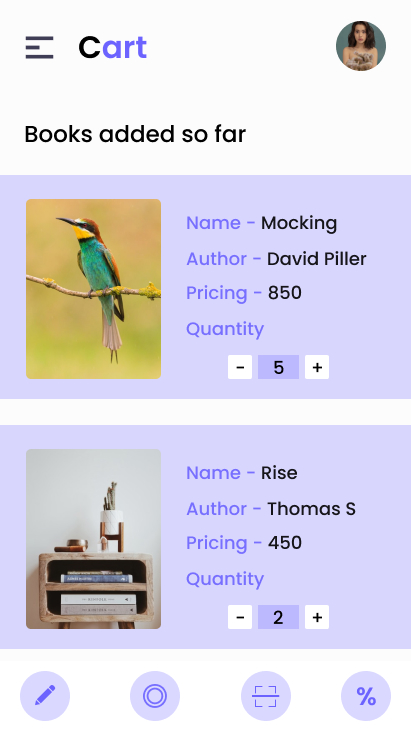 Cart
Books added so far
Name - Mocking
Author - David Piller
Pricing - 850
Quantity
- 5 +
Name - Rise
Author - Thomas S
Pricing - 450
Quantity
- 2 +
%